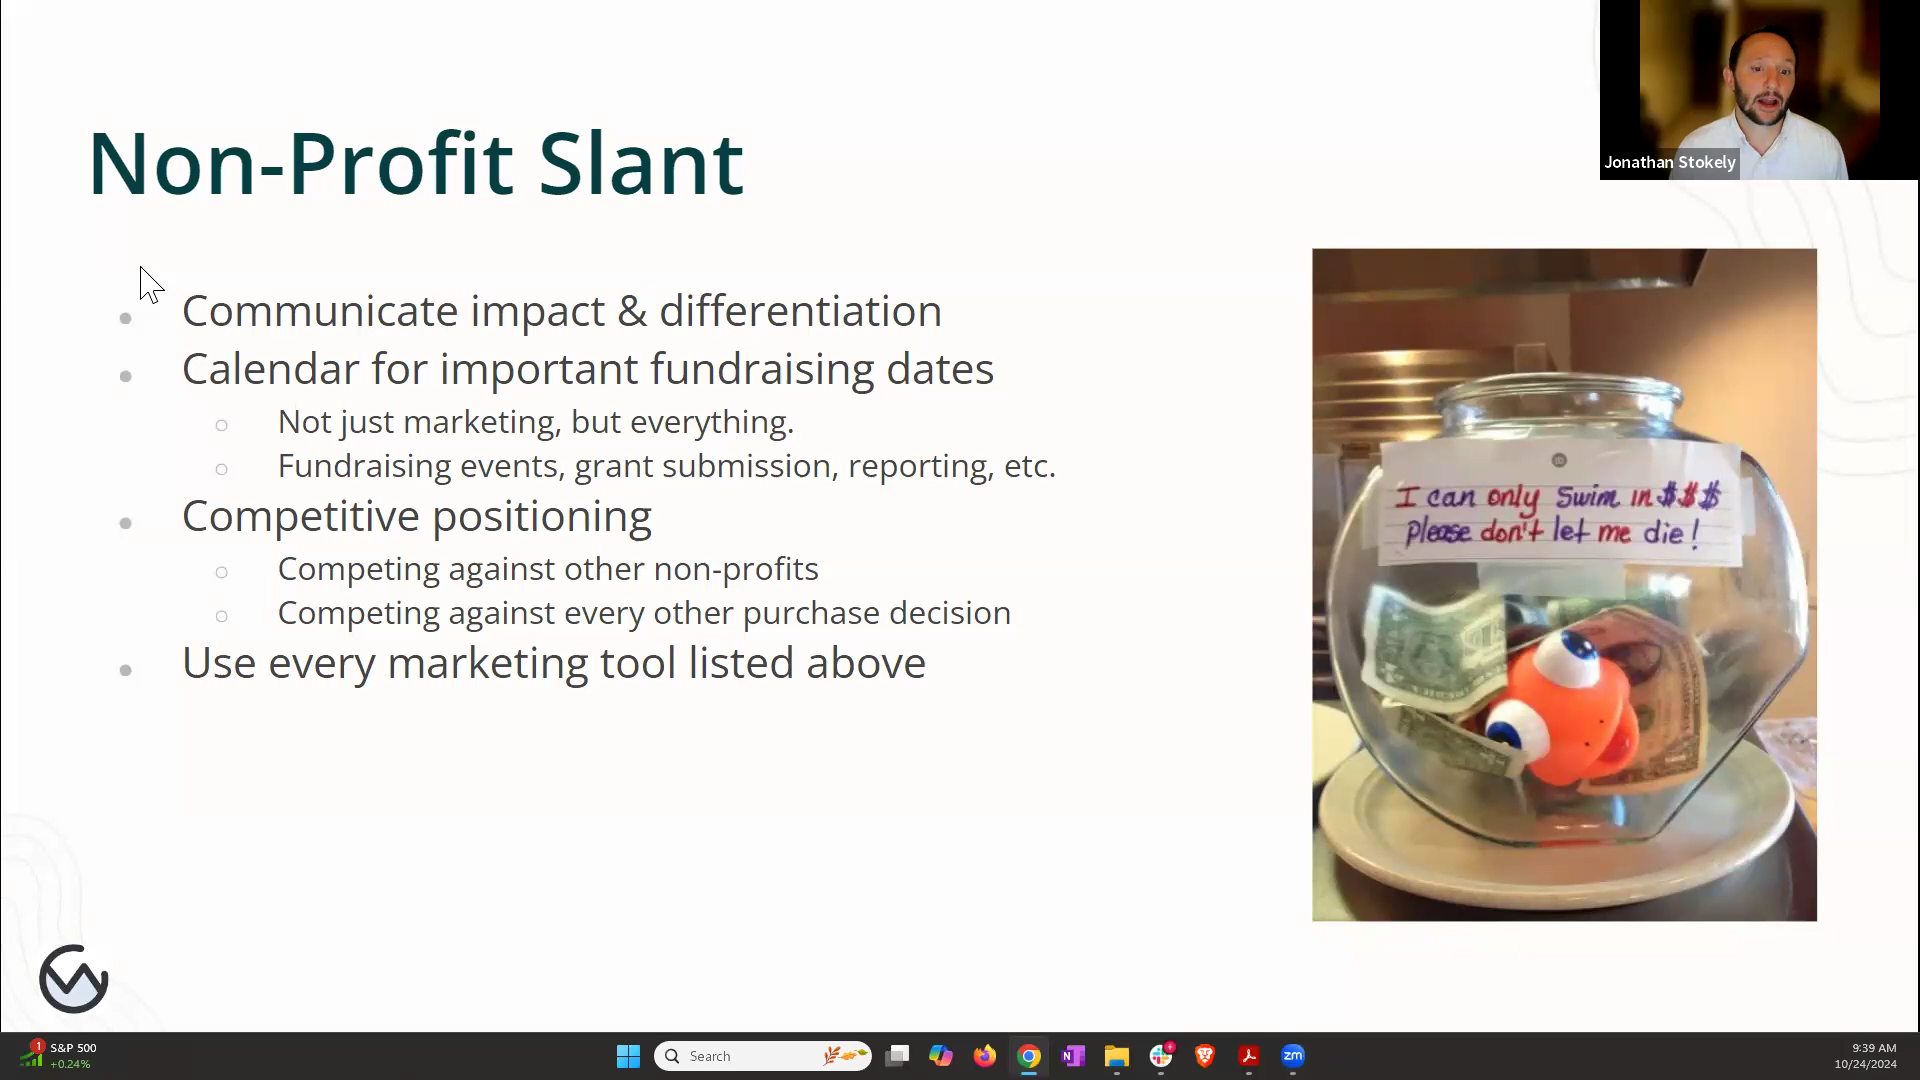 Non-Profit Slant
Jonathan Stokely
Communicate impact & differentiation
Calendar for important fundraising dates
Not just marketing, but everything.
Fundraising events, grant submission, reporting, etc.
Competitive positioning
Competing against other non-profits
Competing against every other purchase decision
Use every marketing tool listed above
I can only Swim in $$$
Please don't let me die!
1
S&P 500
+0.24%
Search
N
zm
9:39 AM
10/24/2024